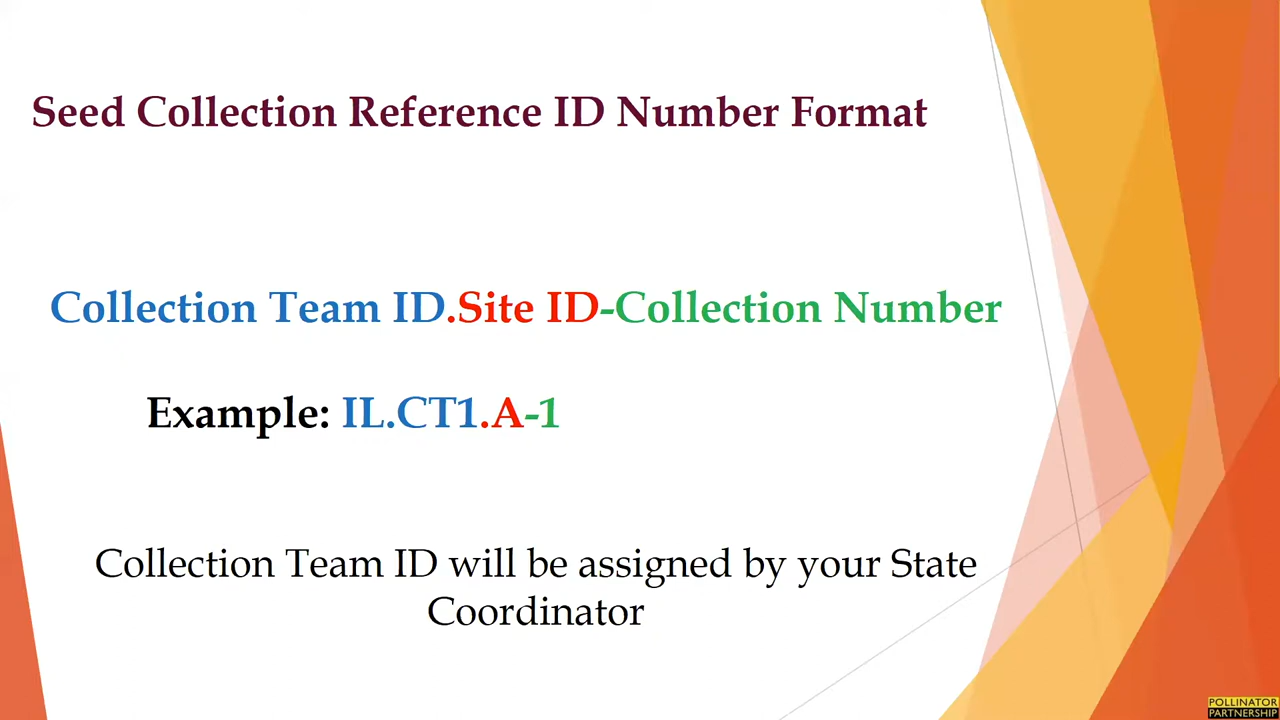 Seed Collection Reference ID Number Format
Collection Team ID.Site ID-Collection Number
Example: IL.CT1.A-1
Collection Team ID will be assigned by your State
Coordinator
POLLINATOR
PARTNERSHIP